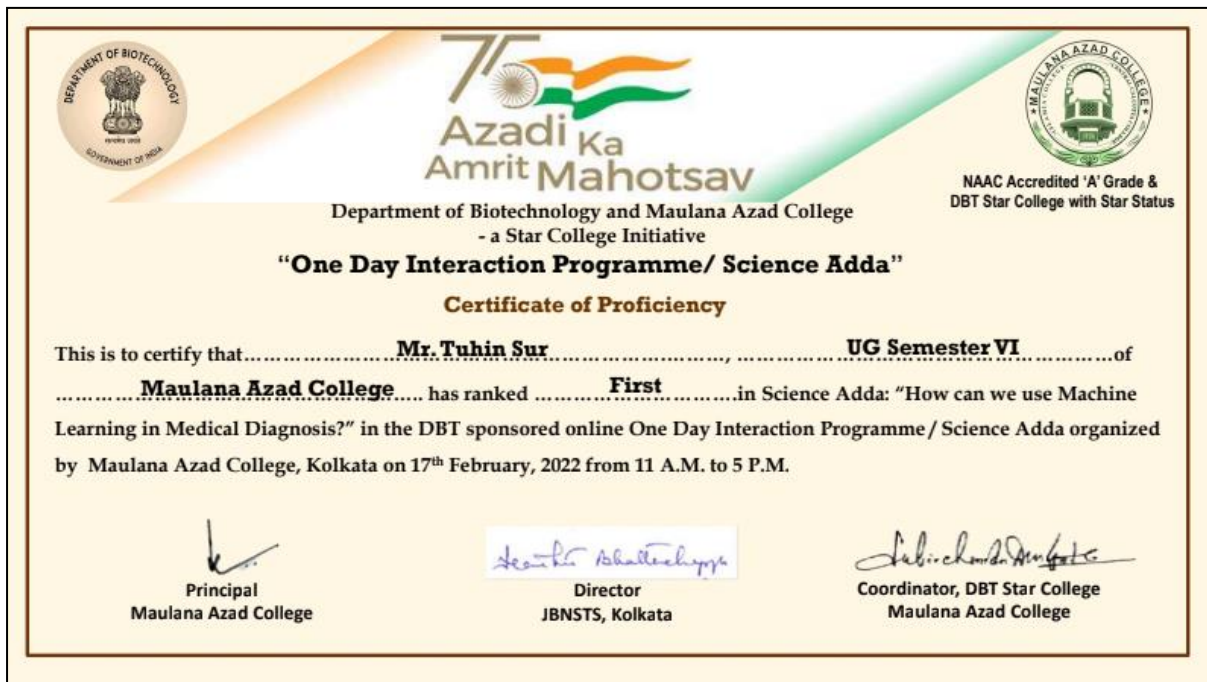 DEPARTMENT OF BIOTECHNOLOGY
GOVERNMENT OF INDIA
75
Azadi Ka
Amrit Mahotsav
MAULANA AZAD COLLEGE
NAAC Accredited ‘A’ Grade &
DBT Star College with Star Status
Department of Biotechnology and Maulana Azad College
- a Star College Initiative
“One Day Interaction Programme/ Science Adda”
Certificate of Proficiency
This is to certify that……………………Mr. Tuhin Sur…………………………, ………………UG Semester VI……………of
…………Maulana Azad College..... has ranked …………First…………in Science Adda: “How can we use Machine
Learning in Medical Diagnosis?” in the DBT sponsored online One Day Interaction Programme / Science Adda organized
by Maulana Azad College, Kolkata on 17th February, 2022 from 11 A.M. to 5 P.M.
Principal
Maulana Azad College
Director
JBNSTS, Kolkata
Coordinator, DBT Star College
Maulana Azad College